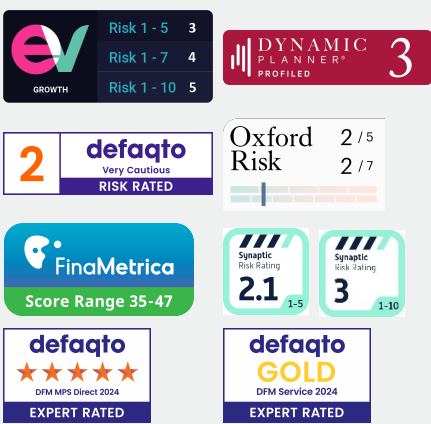 ev
GROWTH
Risk 1 - 5 3
Risk 1 - 7 4
Risk 1 - 10 5
DYNAMIC
PLANNER®
PROFILED
3
2
defaqto
Very Cautious
RISK RATED
Oxford
Risk
2 / 5
2 / 7
FinaMetrica
Score Range 35-47
Synaptic
Risk Rating
2.1
1-5
Synaptic
Risk Rating
3
1-10
defaqto
DFM MPS Direct 2024
EXPERT RATED
defaqto
GOLD
DFM Service 2024
EXPERT RATED